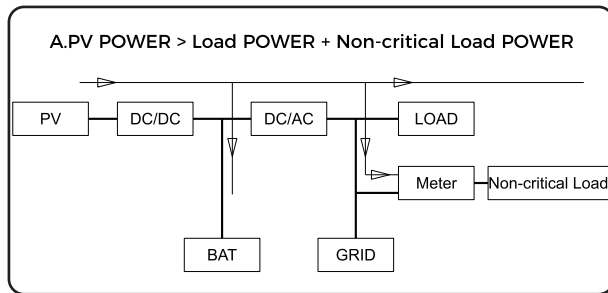 A.PV POWER > Load POWER + Non-critical Load POWER
PV
DC/DC
DC/AC
LOAD
Meter
Non-critical Load
BAT
GRID